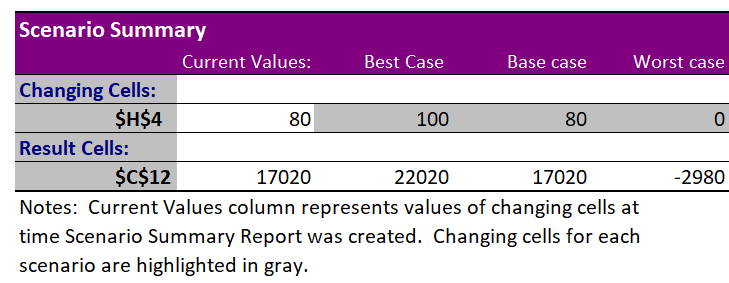 Scenario Summary
Current Values: Best Case Base case Worst case
Changing Cells:
$H$4 80 100 80 0
Result Cells:
$C$12 17020 22020 17020 -2980
Notes: Current Values column represents values of changing cells at
time Scenario Summary Report was created. Changing cells for each
scenario are highlighted in gray.